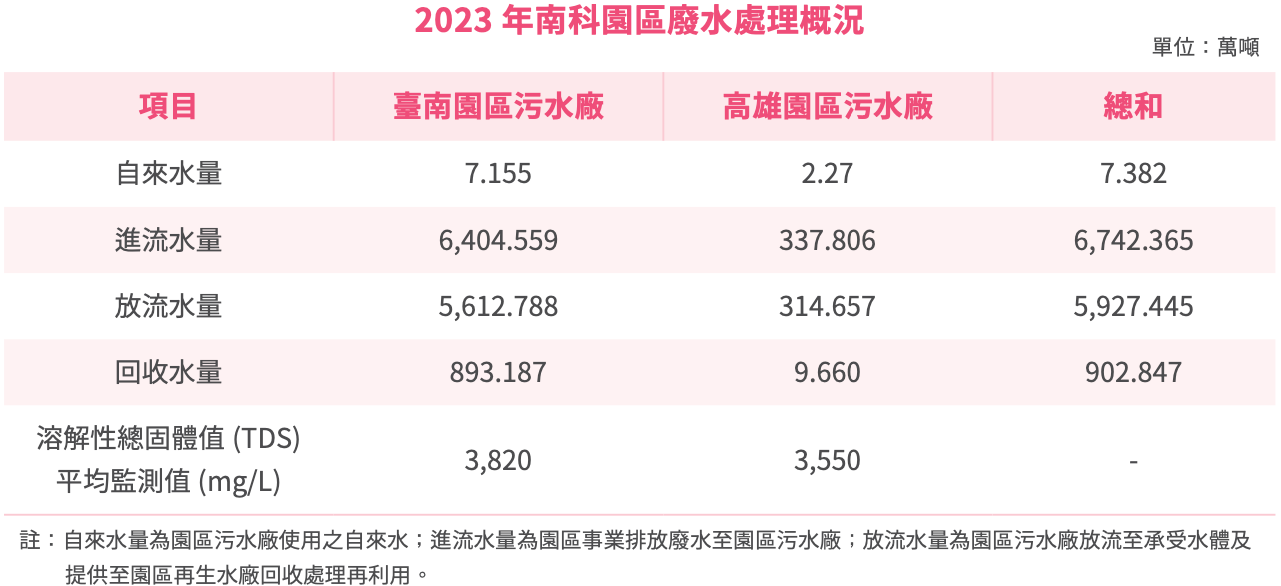 2023 年南科園區廢水處理概況
單位：萬噸
項目 臺南園區污水廠 高雄園區污水廠 總和
自來水量 7.155 2.27 7.382
進流水量 6,404.559 337.806 6,742.365
放流水量 5,612.788 314.657 5,927.445
回收水量 893.187 9.660 902.847
溶解性總固體值 (TDS)
平均監測值 (mg/L) 3,820 3,550 -
註：自來水量為園區污水廠使用之自來水；進流水量為園區事業排放廢水至園區污水廠；放流水量為園區污水廠放流至承受水體及
提供至園區再生水廠回收處理再利用。